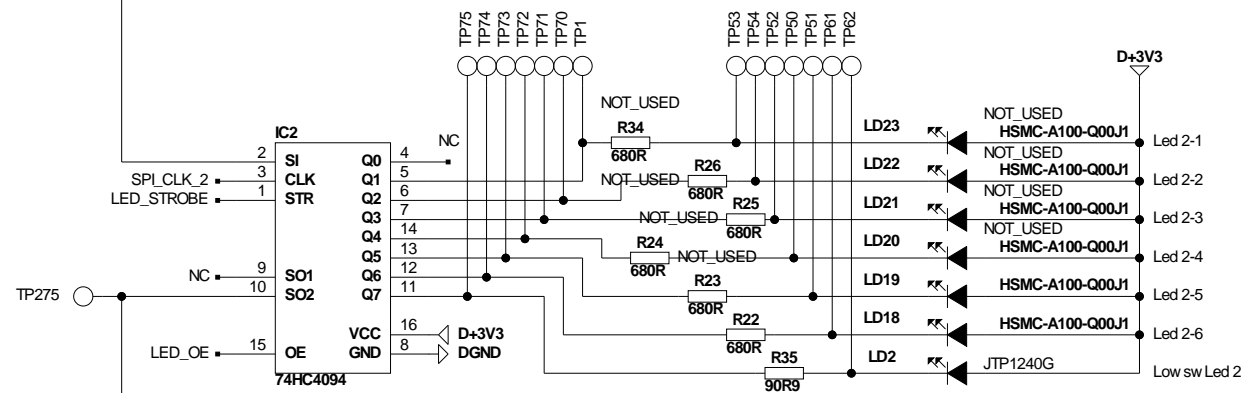 TP75 TP74 TP73 TP72 TP71 TP70 TP1 TP53 TP54 TP52 TP50 TP51 TP61 TP62
D+3V3
NOT_USED NOT_USED
IC2 R34 LD23 HSMC-A100-Q00J1 Led 2-1
NC 680R NOT_USED
2 SI Q0 4 R26 LD22 HSMC-A100-Q00J1 Led 2-2
SPI_CLK_2 3 CLK Q1 5 NOT_USED 680R NOT_USED
LED_STROBE 1 STR Q2 6 R25 LD21 HSMC-A100-Q00J1 Led 2-3
Q3 7 NOT_USED 680R NOT_USED
Q4 14 R24 LD20 HSMC-A100-Q00J1 Led 2-4
Q5 13 680R NOT_USED
NC 9 SO1 Q6 12 R23 LD19 HSMC-A100-Q00J1 Led 2-5
TP275 10 SO2 Q7 11 680R
VCC 16 D+3V3 R22 LD18 HSMC-A100-Q00J1 Led 2-6
LED_OE 15 OE GND 8 DGND 680R
R35 LD2 JTP1240G Low sw Led 2
74HC4094 90R9